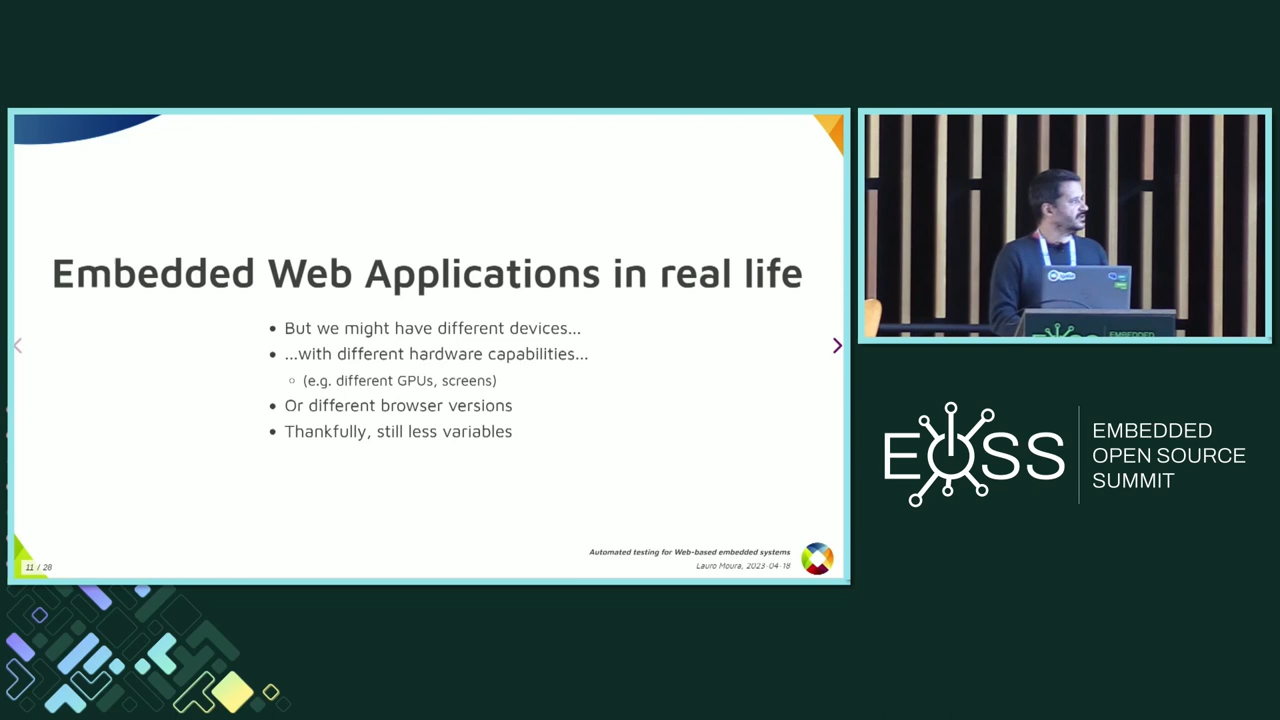 Embedded Web Applications in real life
But we might have different devices...
...with different hardware capabilities...
(e.g. different GPUs, screens)
Or different browser versions
Thankfully, still less variables
Automated testing for Web-based embedded systems
Lauro Moura, 2023-04-18
11 / 28
EOSS
EMBEDDED
OPEN SOURCE
SUMMIT
EMBEDDED